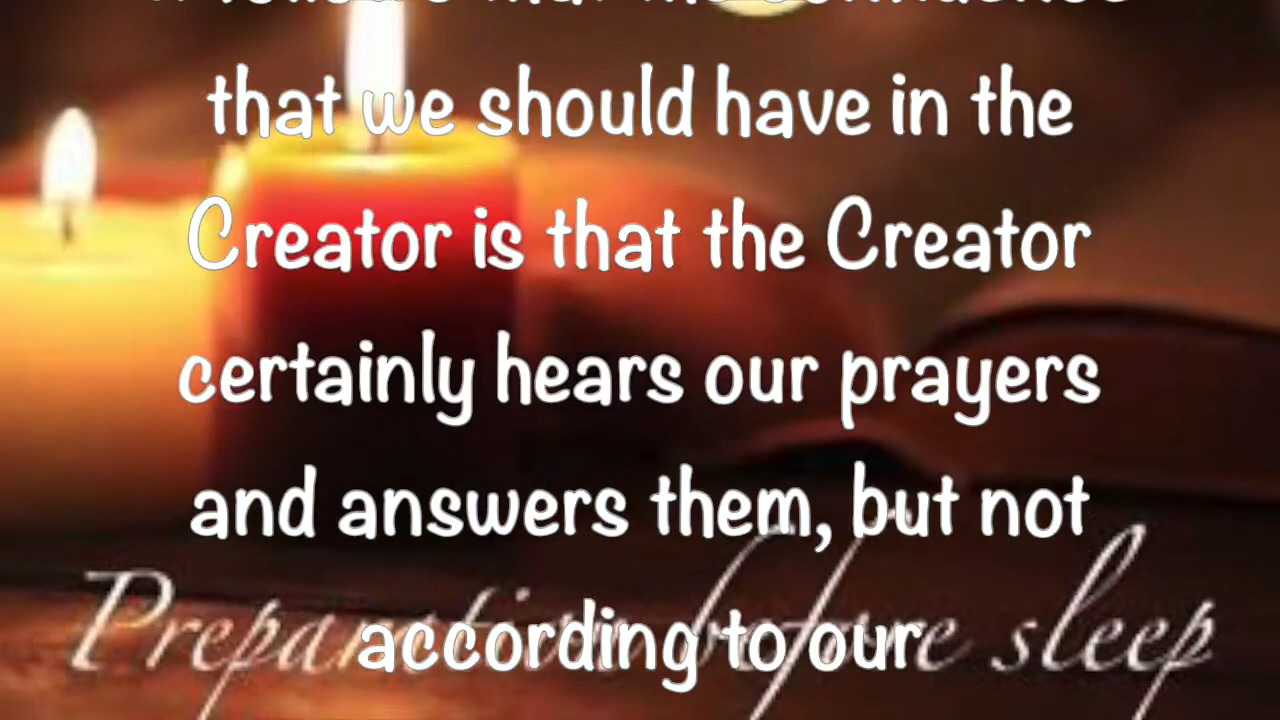 that we should have in the
Creator is that the Creator
certainly hears our prayers
and answers them, but not
according to our
Preparation before sleep